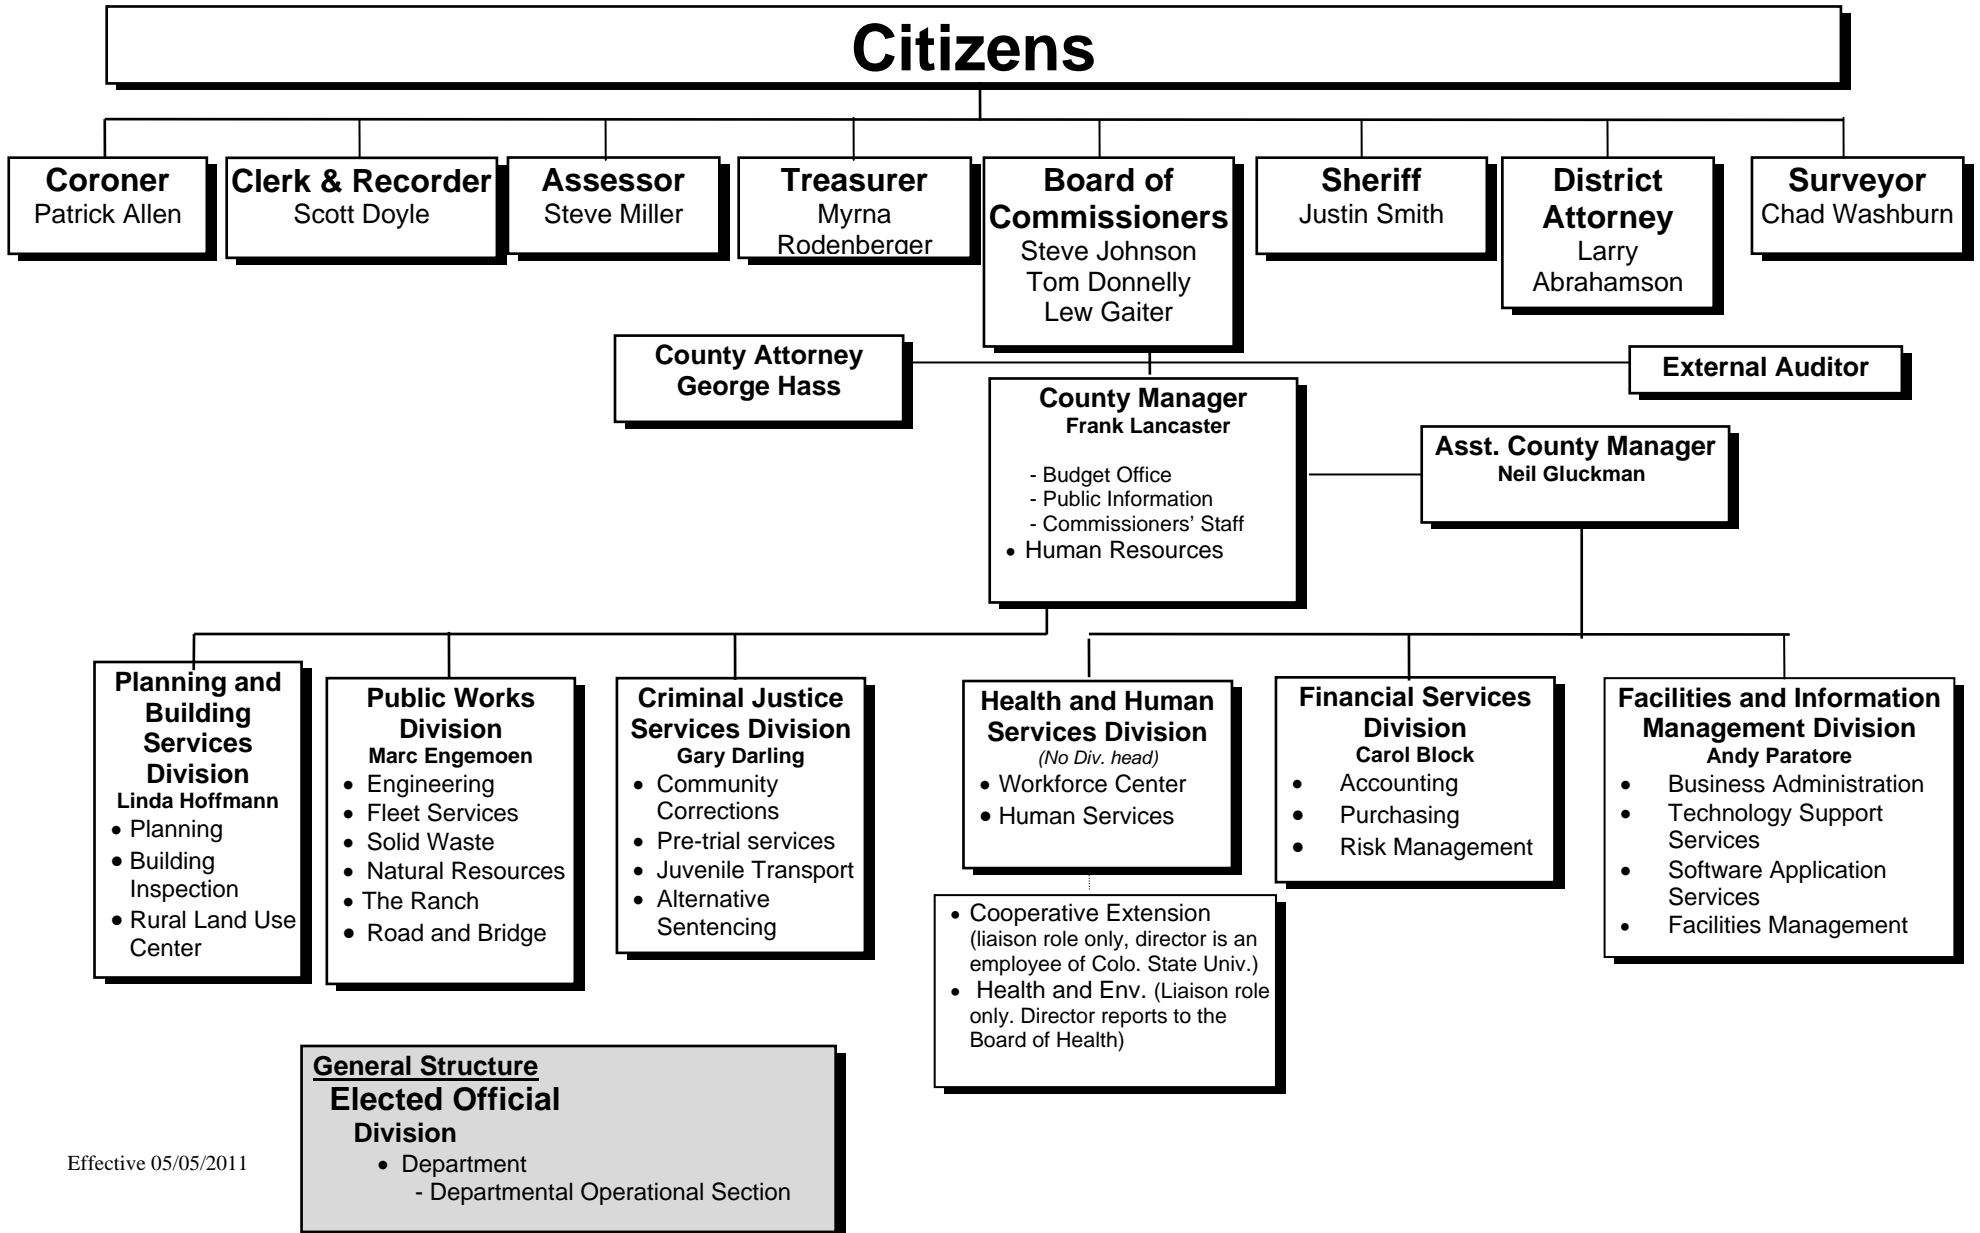 Citizens
Coroner
Patrick Allen
Clerk & Recorder
Scott Doyle
Assessor
Steve Miller
Treasurer
Myrna
Rodenberger
Board of
Commissioners
Steve Johnson
Tom Donnelly
Lew Gaiter
Sheriff
Justin Smith
District
Attorney
Larry
Abrahamson
Surveyor
Chad Washburn
County Attorney
George Hass
External Auditor
County Manager
Frank Lancaster
- Budget Office
- Public Information
- Commissioners’ Staff
• Human Resources
Asst. County Manager
Neil Gluckman
Planning and
Building
Services
Division
Linda Hoffmann
• Planning
• Building
Inspection
• Rural Land Use
Center
Public Works
Division
Marc Engemoen
• Engineering
• Fleet Services
• Solid Waste
• Natural Resources
• The Ranch
• Road and Bridge
Criminal Justice
Services Division
Gary Darling
• Community
Corrections
• Pre-trial services
• Juvenile Transport
• Alternative
Sentencing
Health and Human
Services Division
(No Div. head)
• Workforce Center
• Human Services
• Cooperative Extension
(liaison role only, director is an
employee of Colo. State Univ.)
• Health and Env. (Liaison role
only. Director reports to the
Board of Health)
Financial Services
Division
Carol Block
• Accounting
• Purchasing
• Risk Management
Facilities and Information
Management Division
Andy Paratore
• Business Administration
• Technology Support
Services
• Software Application
Services
• Facilities Management
General Structure
Elected Official
Division
• Department
- Departmental Operational Section
Effective 05/05/2011